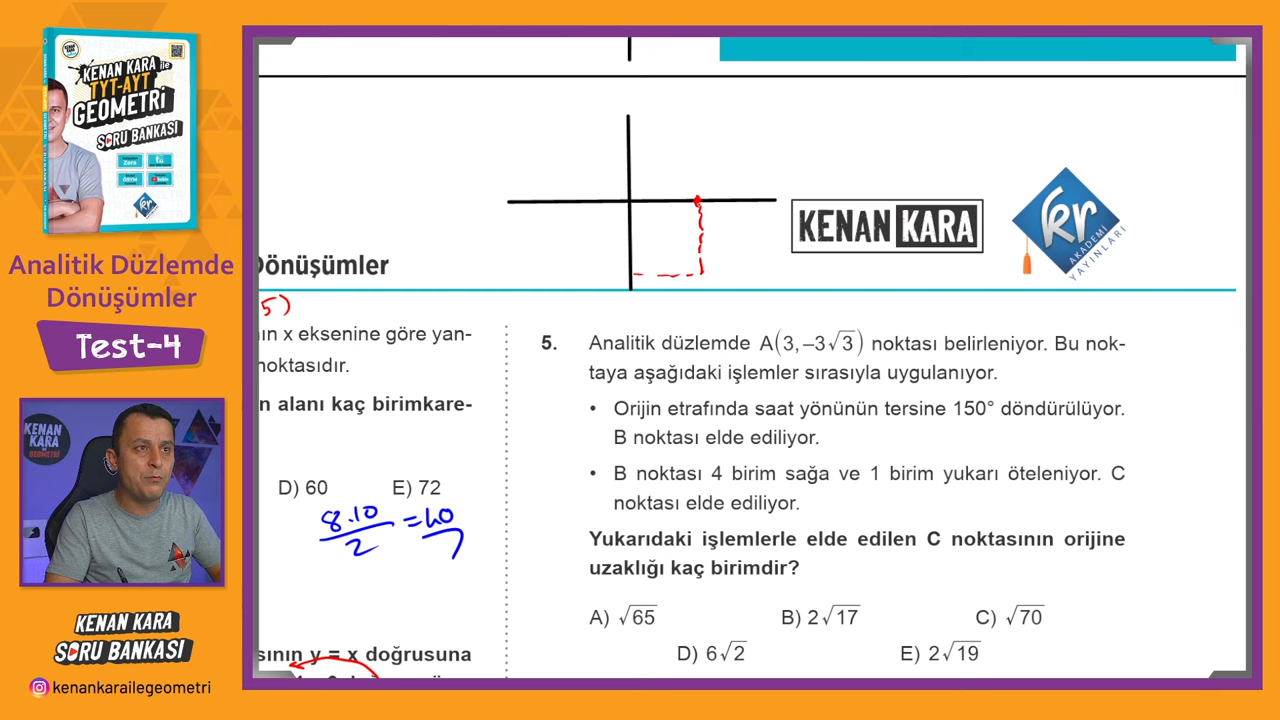 KENAN KARA ile
TYT-AYT
GEOMETRİ
SORU BANKASI
Analitik Düzlemde
Dönüşümler
Test-4
KENAN KARA
GEOMETRİ
KENAN KARA
SORU BANKASI
kenankarailegeometri
KENAN KARA
kr
AKADEMİ
YAYINLARI
Dönüşümler
5)
nın x eksenine göre yan-
noktasıdır.
n alanı kaç birimkare-
D) 60 E) 72
8.10/2 = 40
sının y = x doğrusuna
5. Analitik düzlemde A(3, –3√3) noktası belirleniyor. Bu nok-
taya aşağıdaki işlemler sırasıyla uygulanıyor.
• Orijin etrafında saat yönünün tersine 150° döndürülüyor.
B noktası elde ediliyor.
• B noktası 4 birim sağa ve 1 birim yukarı öteleniyor. C
noktası elde ediliyor.
Yukarıdaki işlemlerle elde edilen C noktasının orijine
uzaklığı kaç birimdir?
A) √65 B) 2√17 C) √70
D) 6√2 E) 2√19